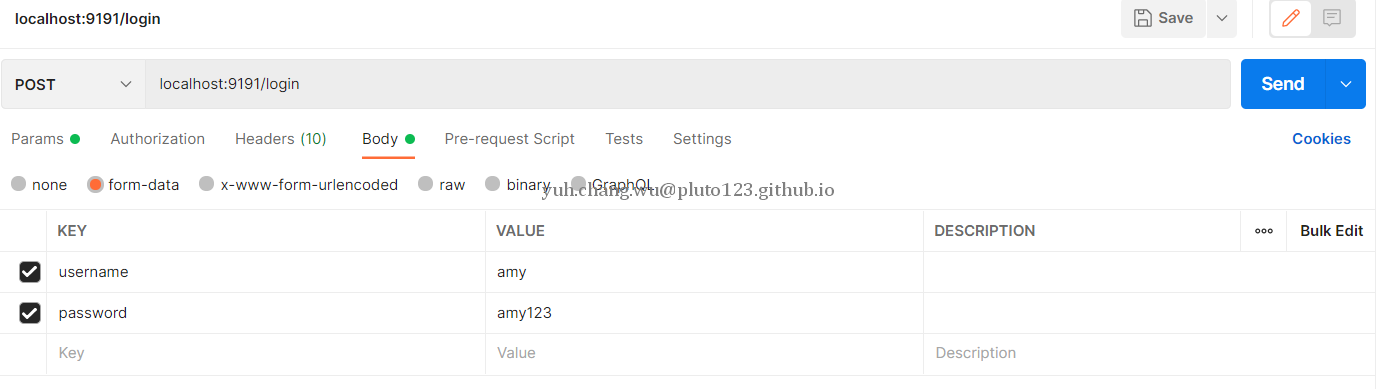 localhost:9191/login
Save
POST localhost:9191/login Send
Params Authorization Headers (10) Body Pre-request Script Tests Settings Cookies
none form-data x-www-form-urlencoded raw binary GraphQL
yuh.chang.wu@pluto123.github.io
KEY VALUE DESCRIPTION ooo Bulk Edit
username amy
password amy123
Key Value Description